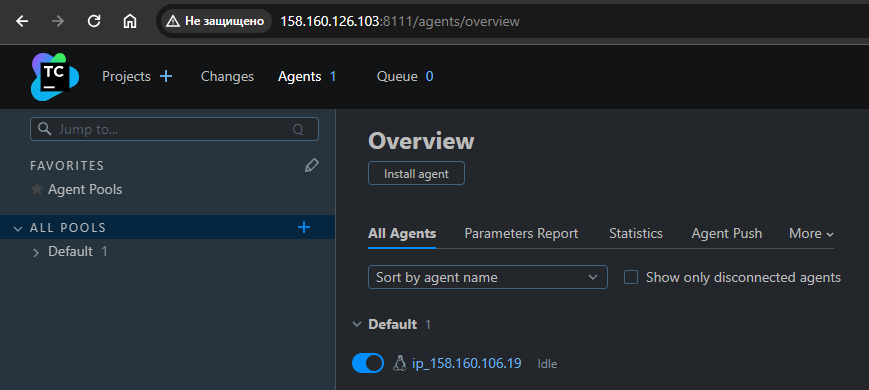 Не защищено 158.160.126.103:8111/agents/overview
TC Projects Changes Agents 1 Queue 0
Jump to... Q
FAVORITES
Agent Pools
ALL POOLS
Default 1
Overview
Install agent
All Agents Parameters Report Statistics Agent Push More
Sort by agent name Show only disconnected agents
Default 1
ip_158.160.106.19 Idle